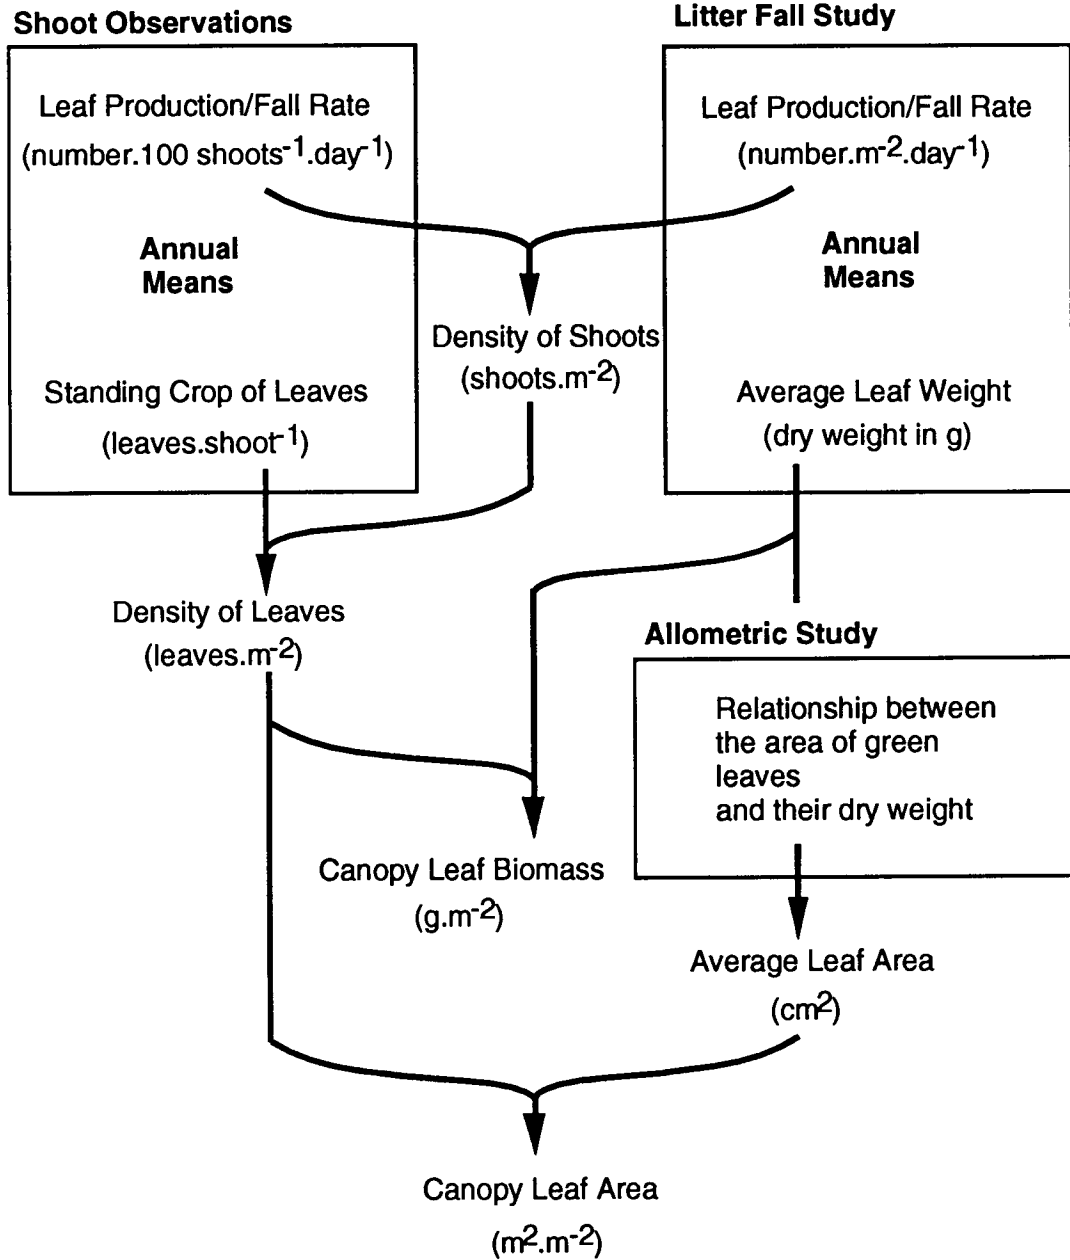 Shoot Observations
Litter Fall Study
Leaf Production/Fall Rate
(number.100 shoots⁻¹.day⁻¹)
Leaf Production/Fall Rate
(number.m⁻².day⁻¹)
Annual
Means
Annual
Means
Density of Shoots
(shoots.m⁻²)
Standing Crop of Leaves
(leaves.shoot⁻¹)
Average Leaf Weight
(dry weight in g)
Density of Leaves
(leaves.m⁻²)
Allometric Study
Relationship between
the area of green
leaves
and their dry weight
Canopy Leaf Biomass
(g.m⁻²)
Average Leaf Area
(cm²)
Canopy Leaf Area
(m².m⁻²)